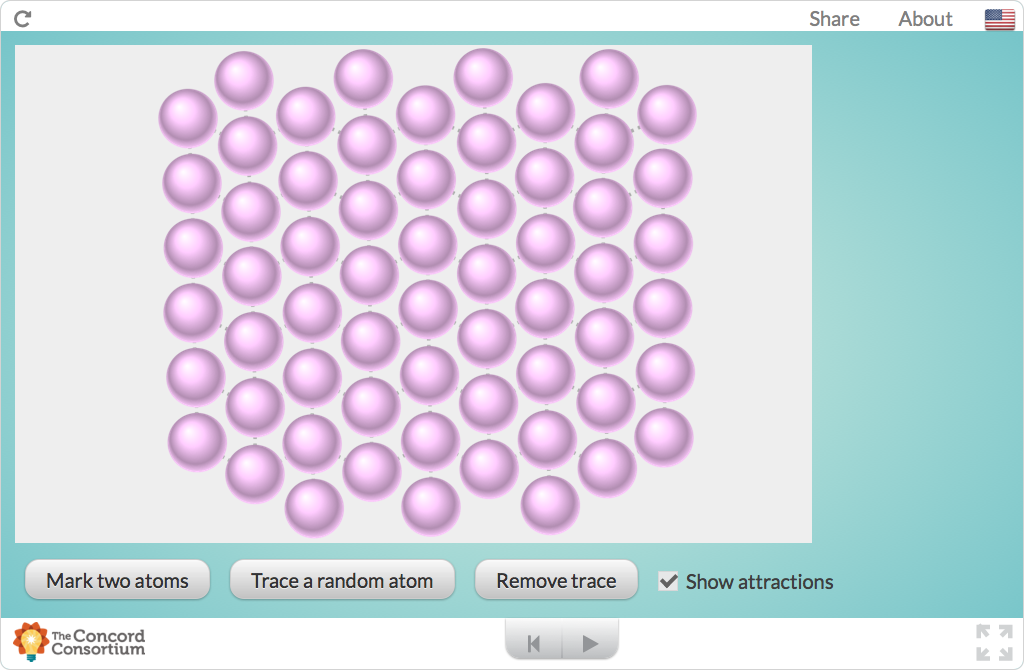 Share About
Mark two atoms Trace a random atom Remove trace Show attractions
The Concord
Consortium